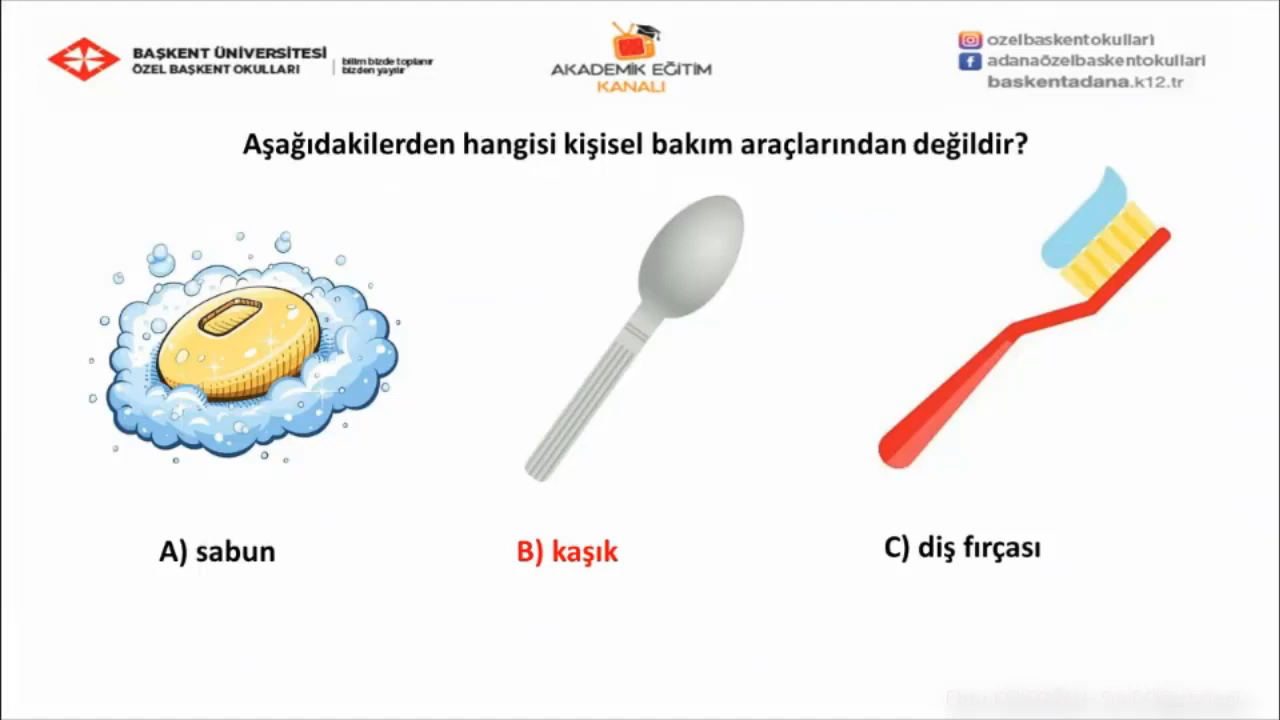 BAŞKENT ÜNİVERSİTESİ
ÖZEL BAŞKENT OKULLARI
bilim bizde toplanır
bizden yayılır
AKADEMİK EĞİTİM
KANALI
ozelbaskentokullari
adanaözelbaskentokullari
baskentadana.k12.tr
Aşağıdakilerden hangisi kişisel bakım araçlarından değildir?
A) sabun
B) kaşık
C) diş fırçası